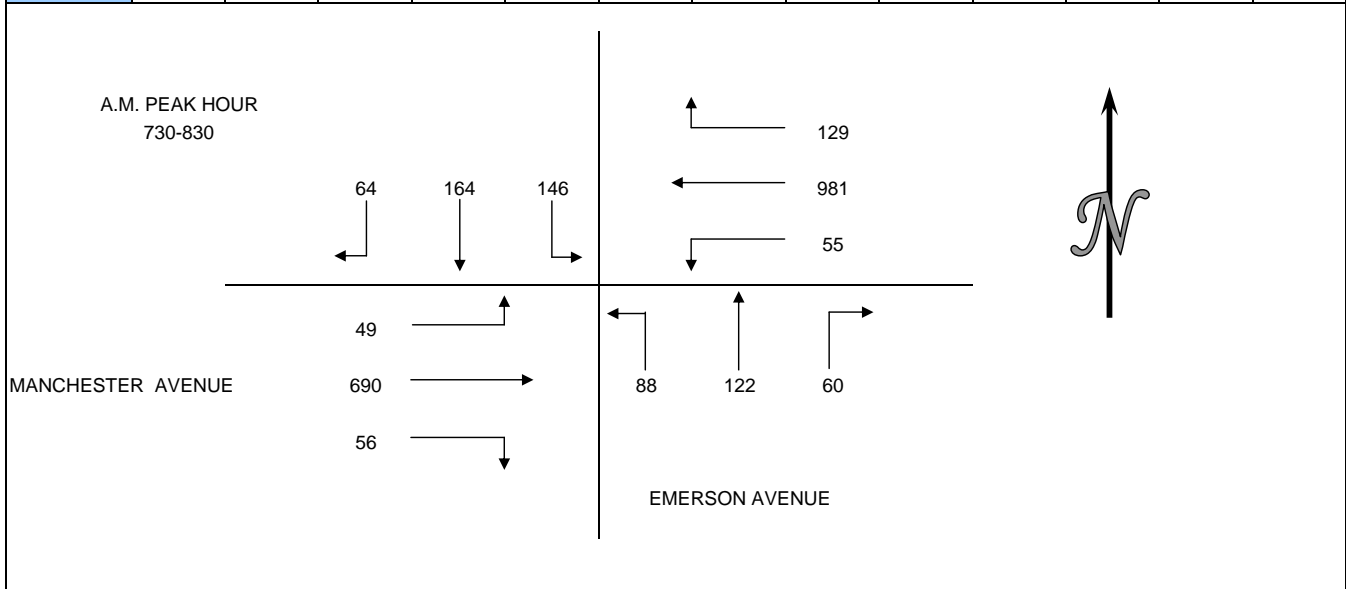 A.M. PEAK HOUR
730-830
129
64 164 146 981
55
49
MANCHESTER AVENUE 690 88 122 60
56
EMERSON AVENUE
N